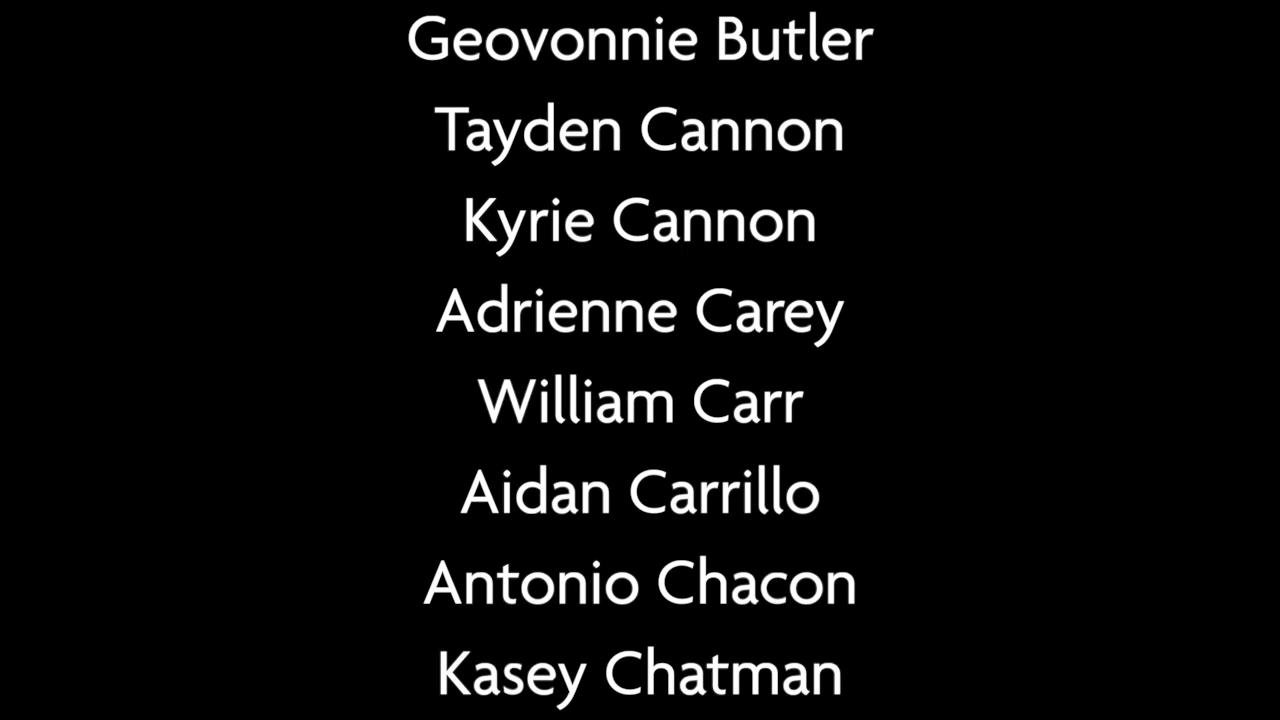 Geovonnie Butler
Tayden Cannon
Kyrie Cannon
Adrienne Carey
William Carr
Aidan Carrillo
Antonio Chacon
Kasey Chatman